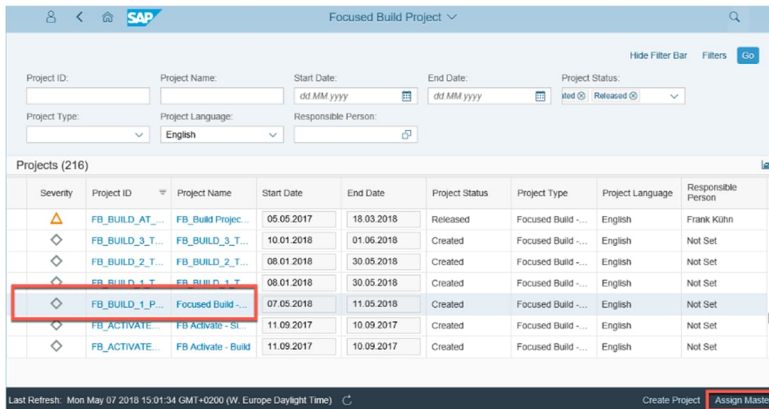 SAP Focused Build Project
Hide Filter Bar Filters Go
Project ID: Project Name: Start Date: End Date: Project Status:
dd.MM.yyyy dd.MM.yyyy ated Released
Project Type: Project Language: Responsible Person:
English
Projects (216)
Severity Project ID Project Name Start Date End Date Project Status Project Type Project Language Responsible Person
FB_BUILD_AT_... FB_Build Projec... 05.05.2017 18.03.2018 Released Focused Build -... English Frank Kühn
FB_BUILD_3_T... FB_BUILD_3_T... 10.01.2018 01.06.2018 Created Focused Build -... English Not Set
FB_BUILD_2_T... FB_BUILD_2_T... 08.01.2018 30.05.2018 Created Focused Build -... English Not Set
FB_BUILD_1_T... FB_BUILD_1_T... 08.01.2018 30.05.2018 Created Focused Build -... English Not Set
FB_BUILD_1_P... Focused Build -... 07.05.2018 11.05.2018 Created Focused Build -... English Not Set
FB_ACTIVATE... FB Activate - Si... 11.09.2017 10.09.2017 Created Focused Build -... English Not Set
FB_ACTIVATE... FB Activate - Build 11.09.2017 10.09.2017 Created Focused Build -... English Not Set
Last Refresh: Mon May 07 2018 15:01:34 GMT+0200 (W. Europe Daylight Time) Create Project Assign Maste